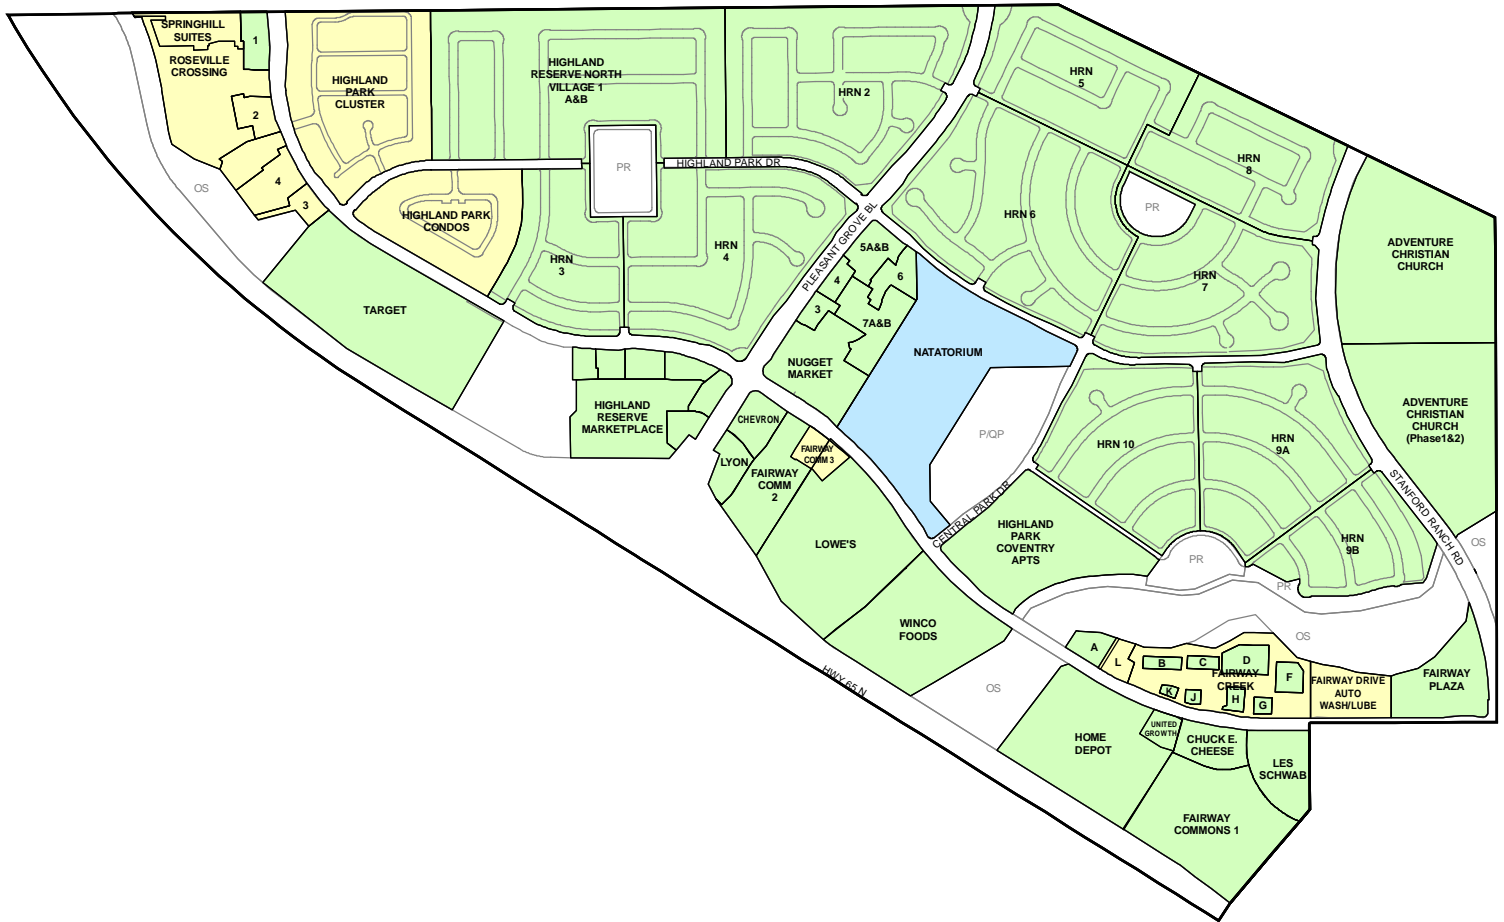 SPRINGHILL
SUITES
1
ROSEVILLE
CROSSING
2
4
3
OS
HIGHLAND
PARK
CLUSTER
HIGHLAND
RESERVE NORTH
VILLAGE 1
A&B
HRN 2
HRN
5
HRN
8
PR
HIGHLAND PARK DR
HIGHLAND PARK
CONDOS
HRN
3
HRN
4
PLEASANT GROVE BL
HRN 6
PR
HRN
7
ADVENTURE
CHRISTIAN
CHURCH
5A&B
6
4
3
7A&B
TARGET
NUGGET
MARKET
NATATORIUM
HIGHLAND
RESERVE
MARKETPLACE
CHEVRON
LYON
FAIRWAY
COMM
2
FAIRWAY
COMM 3
P/QP
HRN 10
HRN
9A
ADVENTURE
CHRISTIAN
CHURCH
(Phase1&2)
STANFORD RANCH RD
CENTRAL PARK DR
HIGHLAND
PARK
COVENTRY
APTS
HRN
9B
LOWE'S
PR
PR
OS
OS
WINCO
FOODS
HWY 65 N
OS
A
L
B
C
D
F
FAIRWAY
CREEK
K
J
H
G
FAIRWAY DRIVE
AUTO
WASH/LUBE
FAIRWAY
PLAZA
HOME
DEPOT
UNITED
GROWTH
CHUCK E.
CHEESE
LES
SCHWAB
FAIRWAY
COMMONS 1